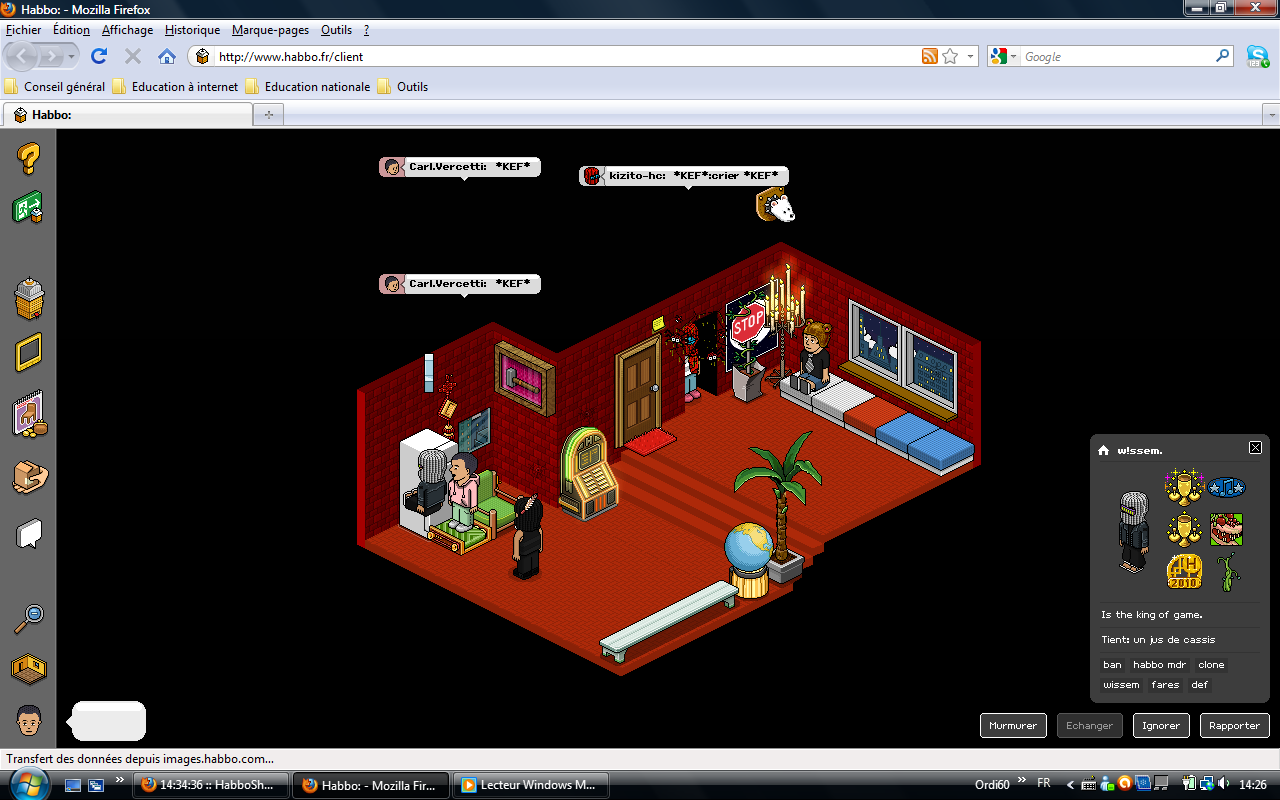 Habbo: - Mozilla Firefox
Fichier Édition Affichage Historique Marque-pages Outils ?
http://www.habbo.fr/client
Google
Conseil général Education à internet Education nationale Outils
Habbo:
Carl.Vercetti: *KEF*
kizito-hc: *KEF*:crier *KEF*
Carl.Vercetti: *KEF*
STOP
w!ssem.
H
2010
Is the king of game.
Tient: un jus de cassis
ban habbo mdr clone
wissem fares def
Murmurer Echanger Ignorer Rapporter
Transfert des données depuis images.habbo.com...
14:34:36 :: HabboSh... Habbo: - Mozilla Fir... Lecteur Windows M... Ordi60 » FR 14:26